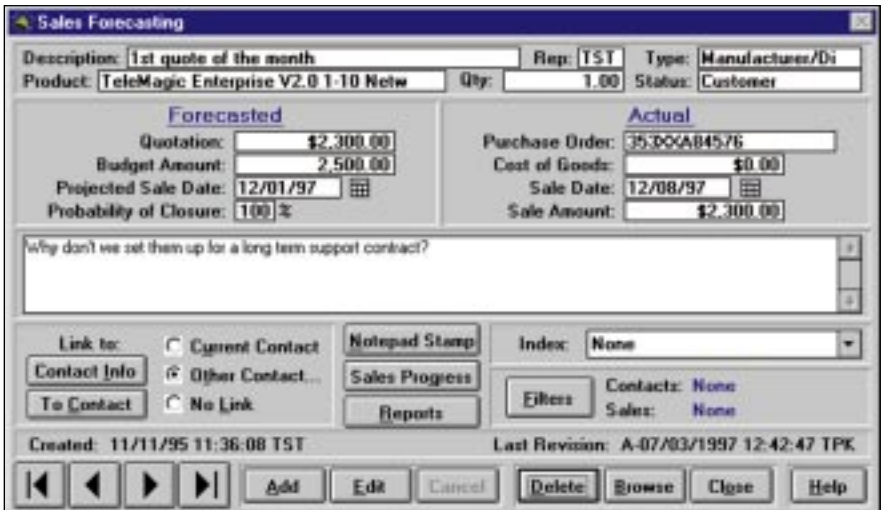 Sales Forecasting
Description: 1st quote of the month Rep: TST Type: Manufacturer/Di
Product: TeleMagic Enterprise V2.0 1-10 Netw Qty: 1.00 Status: Customer
Forecasted
Quotation: $2,300.00
Budget Amount: 2,500.00
Projected Sale Date: 12/01/97
Probability of Closure: 100 %
Actual
Purchase Order:
Cost of Goods: $0.00
Sale Date: 12/08/97
Sale Amount: $2,300.00
Why don't we set them up for a long term support contract?
Link to:
Contact Info
To Contact
Current Contact
Other Contact...
No Link
Notepad Stamp
Sales Progress
Reports
Index: None
Filters
Contacts: None
Sales: None
Created: 11/11/95 11:36:08 TST Last Revision: A-07/03/1997 12:42:47 TPK
Add Edit Cancel Delete Browse Close Help